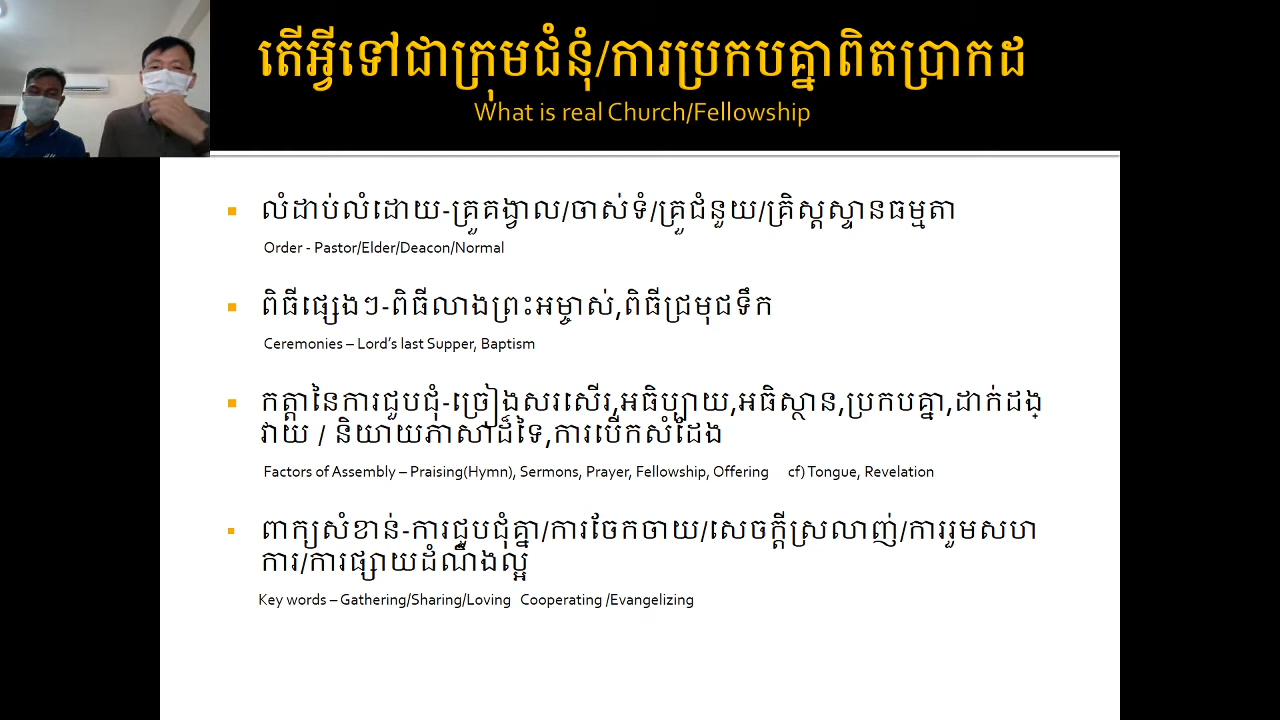 តើអ្វីទៅជាក្រុមជំនុំ/ការប្រកបគ្នាពិតប្រាកដ
What is real Church/Fellowship
លំដាប់លំដោយ-គ្រូគង្វាល/ចាស់ទុំ/គ្រូជំនួយ/គ្រិស្តស្ទានធម្មតា
Order - Pastor/Elder/Deacon/Normal
ពិធីផ្សេងៗ-ពិធីលាងព្រះអម្ចាស់,ពិធីជ្រមុជទឹក
Ceremonies – Lord’s last Supper, Baptism
កត្តានៃការជួបជុំ-ច្រៀងសរសើរ,អធិប្បាយ,អធិស្ឋាន,ប្រកបគ្នា,ដាក់ដង្
វាយ / និយាយភាសាដ៏ទៃ,ការបើកសំដែង
Factors of Assembly – Praising(Hymn), Sermons, Prayer, Fellowship, Offering cf) Tongue, Revelation
ពាក្យសំខាន់-ការជួបជុំគ្នា/ការចែកចាយ/សេចក្តីស្រលាញ់/ការរួមសហ
ការ/ការផ្សាយដំណឹងល្អ
Key words – Gathering/Sharing/Loving Cooperating /Evangelizing